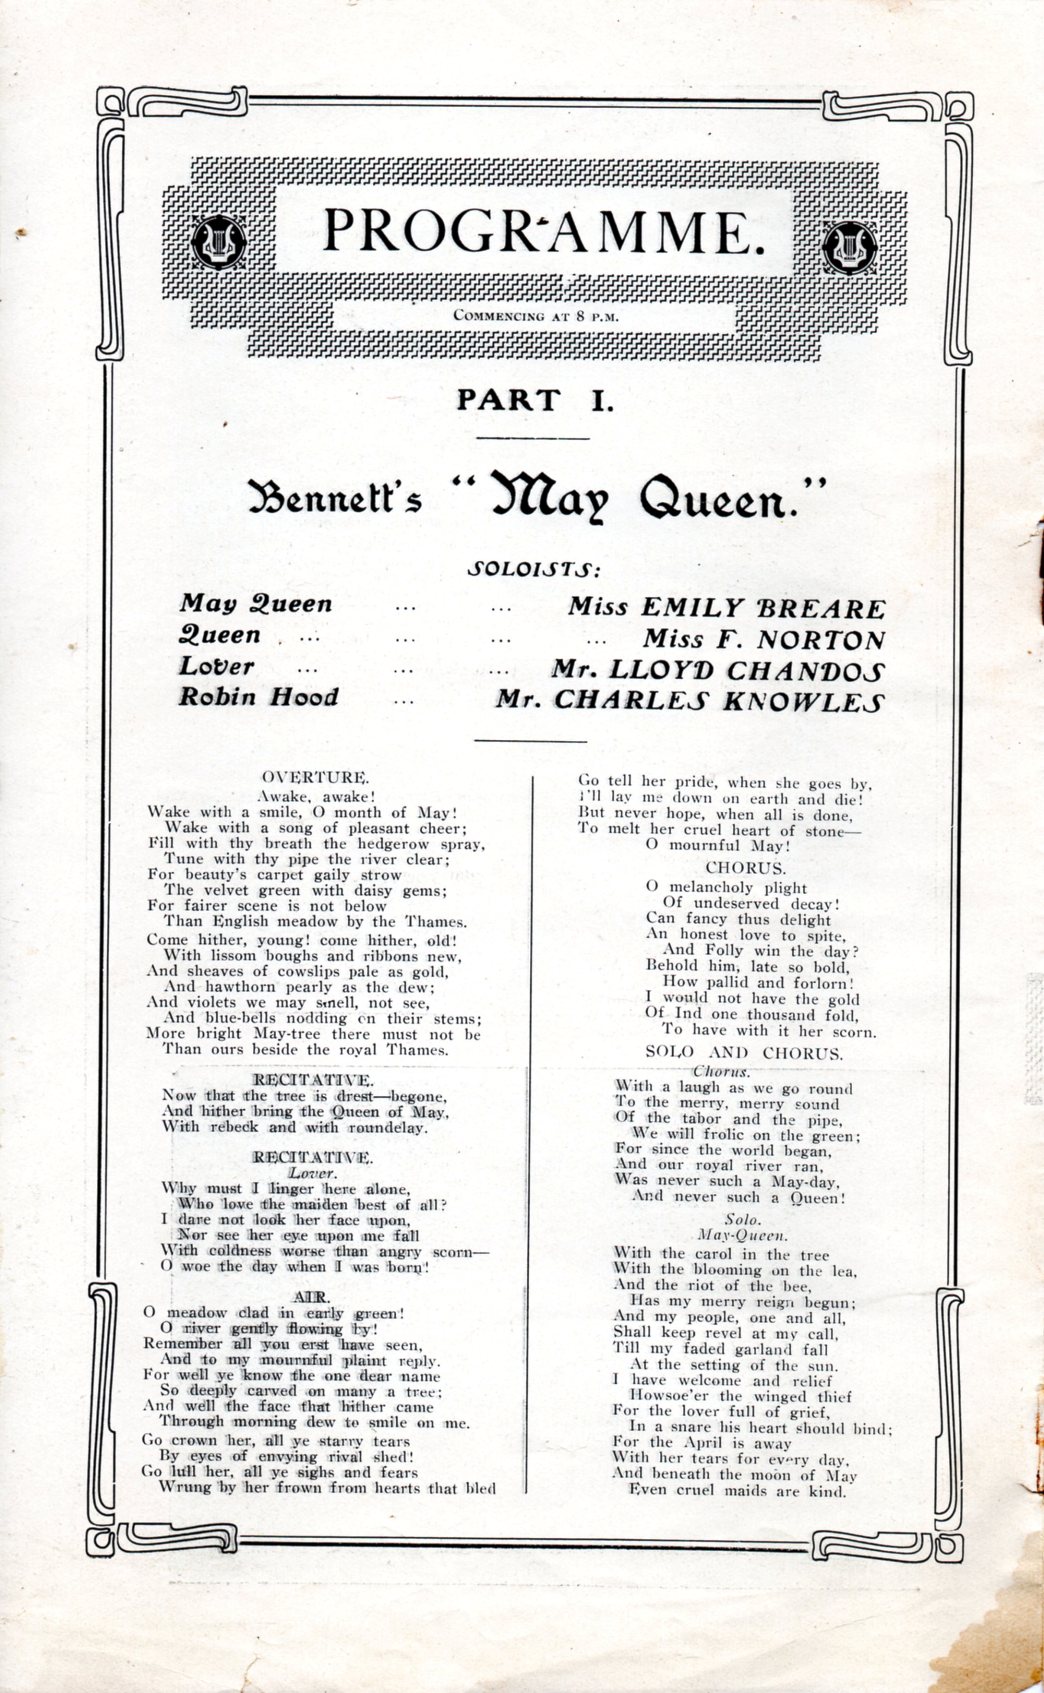 PROGRAMME.
COMMENCING AT 8 P.M.
PART I.
Bennett's "May Queen."
SOLOISTS:
May Queen ... ... Miss EMILY BREARE
Queen ... ... ... ... Miss F. NORTON
Lover ... ... ... Mr. LLOYD CHANDOS
Robin Hood ... Mr. CHARLES KNOWLES
OVERTURE.
Awake, awake!
Wake with a smile, O month of May!
Wake with a song of pleasant cheer;
Fill with thy breath the hedgerow spray,
Tune with thy pipe the river clear;
For beauty's carpet gaily strow
The velvet green with daisy gems;
For fairer scene is not below
Than English meadow by the Thames.
Come hither, young! come hither, old!
With lissom boughs and ribbons new,
And sheaves of cowslips pale as gold,
And hawthorn pearly as the dew;
And violets we may smell, not see,
And blue-bells nodding on their stems;
More bright May-tree there must not be
Than ours beside the royal Thames.
RECITATIVE.
Now that the tree is drest—begone,
And hither bring the Queen of May,
With rebeck and with roundelay.
RECITATIVE.
Lover.
Why must I linger here alone,
Who love the maiden best of all?
I dare not look her face upon,
Nor see her eye upon me fall
With coldness worse than angry scorn—
O woe the day when I was born!
AIR.
O meadow clad in early green!
O river gently flowing by!
Remember all you erst have seen,
And to my mournful plaint reply.
For well ye know the one dear name
So deeply carved on many a tree;
And well the face that hither came
Through morning dew to smile on me.
Go crown her, all ye starry tears
By eyes of envying rival shed!
Go lull her, all ye sighs and fears
Wrung by her frown from hearts that bled
Go tell her pride, when she goes by,
I'll lay me down on earth and die!
But never hope, when all is done,
To melt her cruel heart of stone—
O mournful May!
CHORUS.
O melancholy plight
Of undeserved decay!
Can fancy thus delight
An honest love to spite,
And Folly win the day?
Behold him, late so bold,
How pallid and forlorn!
I would not have the gold
Of Ind one thousand fold,
To have with it her scorn.
SOLO AND CHORUS.
Chorus.
With a laugh as we go round
To the merry, merry sound
Of the tabor and the pipe,
We will frolic on the green;
For since the world began,
And our royal river ran,
Was never such a May-day,
And never such a Queen!
Solo.
May-Queen.
With the carol in the tree
With the blooming on the lea,
And the riot of the bee,
Has my merry reign begun;
And my people, one and all,
Shall keep revel at my call,
Till my faded garland fall
At the setting of the sun.
I have welcome and relief
Howsoe'er the winged thief
For the lover full of grief,
In a snare his heart should bind;
For the April is away
With her tears for every day,
And beneath the moon of May
Even cruel maids are kind.